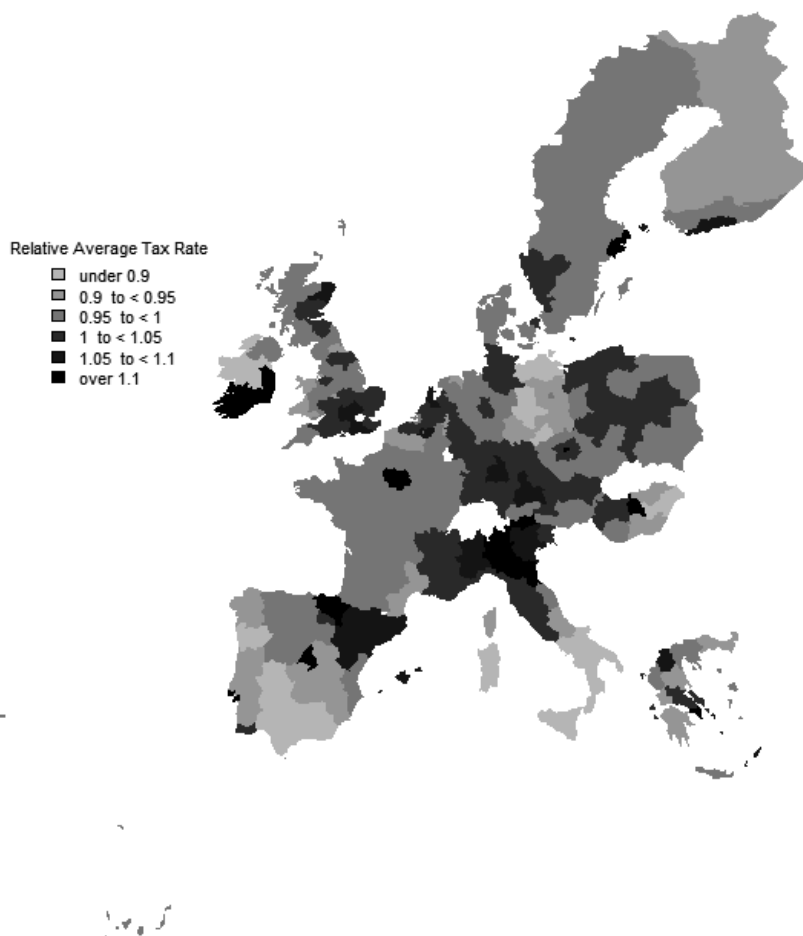 Relative Average Tax Rate
under 0.9
0.9 to < 0.95
0.95 to < 1
1 to < 1.05
1.05 to < 1.1
over 1.1